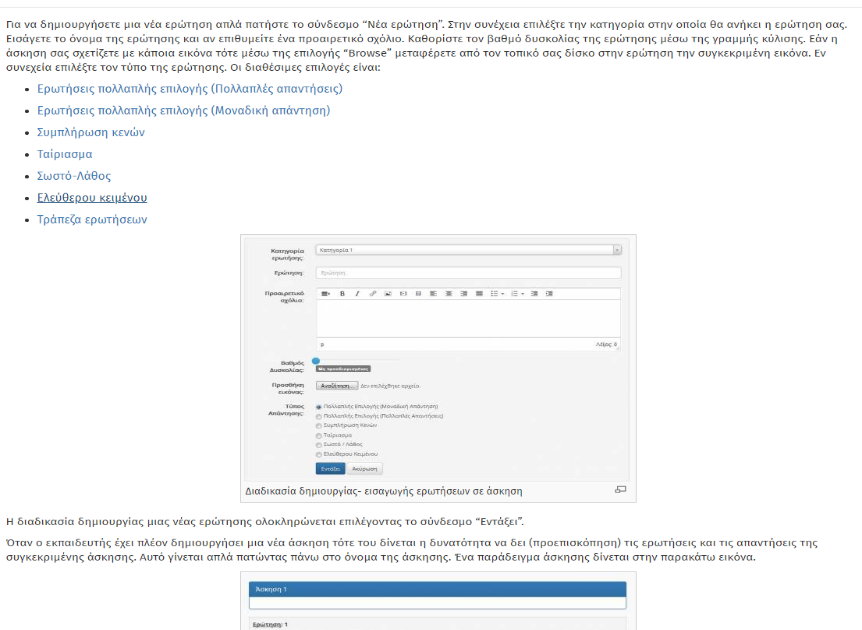 Για να δημιουργήσετε μια νέα ερώτηση απλά πατήστε το σύνδεσμο “Νέα ερώτηση”. Στην συνέχεια επιλέξτε την κατηγορία στην οποία θα ανήκει η ερώτηση σας.
Εισάγετε το όνομα της ερώτησης και αν επιθυμείτε ένα προαιρετικό σχόλιο. Καθορίστε τον βαθμό δυσκολίας της ερώτησης μέσω της γραμμής κύλισης. Εάν η
άσκηση σας σχετίζετε με κάποια εικόνα τότε μέσω της επιλογής “Browse” μεταφέρετε από τον τοπικό σας δίσκο στην ερώτηση την συγκεκριμένη εικόνα. Εν
συνεχεία επιλέξτε τον τύπο της ερώτησης. Οι διαθέσιμες επιλογές είναι:
Ερωτήσεις πολλαπλής επιλογής (Πολλαπλές απαντήσεις)
Ερωτήσεις πολλαπλής επιλογής (Μοναδική απάντηση)
Συμπλήρωση κενών
Ταίριασμα
Σωστό-Λάθος
Ελεύθερου κειμένου
Τράπεζα ερωτήσεων
Κατηγορία ερωτήσης: Κατηγορία 1
Ερώτηση: Ερώτηση
Προαιρετικό σχόλιο:
p Λέξεις: 0
Βαθμός Δυσκολίας: Μη προσδιορισμένος
Προσθήκη εικόνας: Αναζήτηση... Δεν επιλέχθηκε αρχείο.
Τύπος Απάντησης: Πολλαπλής Επιλογής (Μοναδική Απάντηση)
Πολλαπλής Επιλογής (Πολλαπλές Απαντήσεις)
Συμπλήρωση Κενών
Ταίριασμα
Σωστό / Λάθος
Ελεύθερου Κειμένου
Εντάξει Ακύρωση
Διαδικασία δημιουργίας- εισαγωγής ερωτήσεων σε άσκηση
Η διαδικασία δημιουργίας μιας νέας ερώτηση ολοκληρώνεται επιλέγοντας το σύνδεσμο “Εντάξει”.
Όταν ο εκπαιδευτής έχει πλέον δημιουργήσει μια νέα άσκηση τότε του δίνεται η δυνατότητα να δει (προεπισκόπηση) τις ερωτήσεις και τις απαντήσεις της
συγκεκριμένης άσκησης. Αυτό γίνεται απλά πατώντας πάνω στο όνομα της άσκησης. Ένα παράδειγμα άσκησης δίνεται στην παρακάτω εικόνα.
Άσκηση 1
Ερώτηση: 1